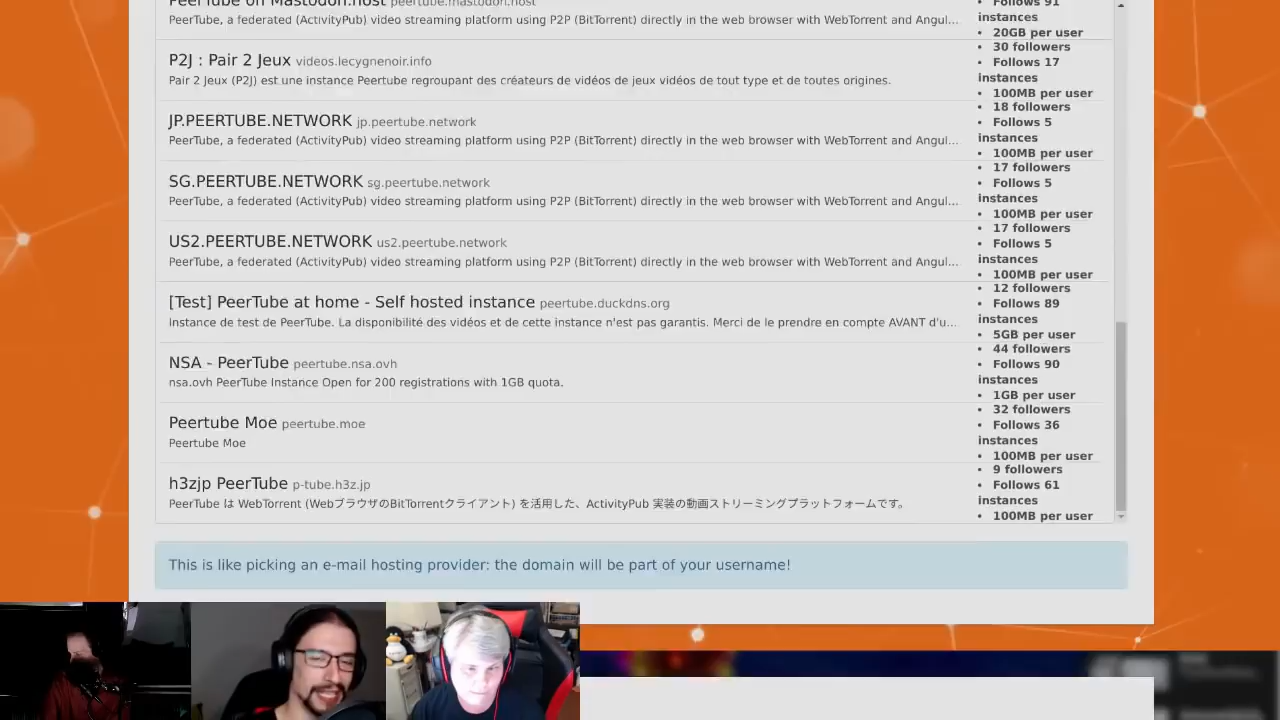 PeerTube on Mastodon.host peertube.mastodon.host
PeerTube, a federated (ActivityPub) video streaming platform using P2P (BitTorrent) directly in the web browser with WebTorrent and Angul...
• Follows 91
instances
• 20GB per user
P2J : Pair 2 Jeux videos.lecygnenoir.info
Pair 2 Jeux (P2J) est une instance Peertube regroupant des créateurs de vidéos de jeux vidéos de tout type et de toutes origines.
• 30 followers
• Follows 17
instances
• 100MB per user
JP.PEERTUBE.NETWORK jp.peertube.network
PeerTube, a federated (ActivityPub) video streaming platform using P2P (BitTorrent) directly in the web browser with WebTorrent and Angul...
• 18 followers
• Follows 5
instances
• 100MB per user
SG.PEERTUBE.NETWORK sg.peertube.network
PeerTube, a federated (ActivityPub) video streaming platform using P2P (BitTorrent) directly in the web browser with WebTorrent and Angul...
• 17 followers
• Follows 5
instances
• 100MB per user
US2.PEERTUBE.NETWORK us2.peertube.network
PeerTube, a federated (ActivityPub) video streaming platform using P2P (BitTorrent) directly in the web browser with WebTorrent and Angul...
• 17 followers
• Follows 5
instances
• 100MB per user
[Test] PeerTube at home - Self hosted instance peertube.duckdns.org
Instance de test de PeerTube. La disponibilité des vidéos et de cette instance n'est pas garantis. Merci de le prendre en compte AVANT d'u...
• 12 followers
• Follows 89
instances
• 5GB per user
NSA - PeerTube peertube.nsa.ovh
nsa.ovh PeerTube Instance Open for 200 registrations with 1GB quota.
• 44 followers
• Follows 90
instances
• 1GB per user
Peertube Moe peertube.moe
Peertube Moe
• 32 followers
• Follows 36
instances
• 100MB per user
h3zjp PeerTube p-tube.h3z.jp
PeerTube は WebTorrent (WebブラウザのBitTorrentクライアント) を活用した、ActivityPub 実装の動画ストリーミングプラットフォームです。
• 9 followers
• Follows 61
instances
• 100MB per user
This is like picking an e-mail hosting provider: the domain will be part of your username!